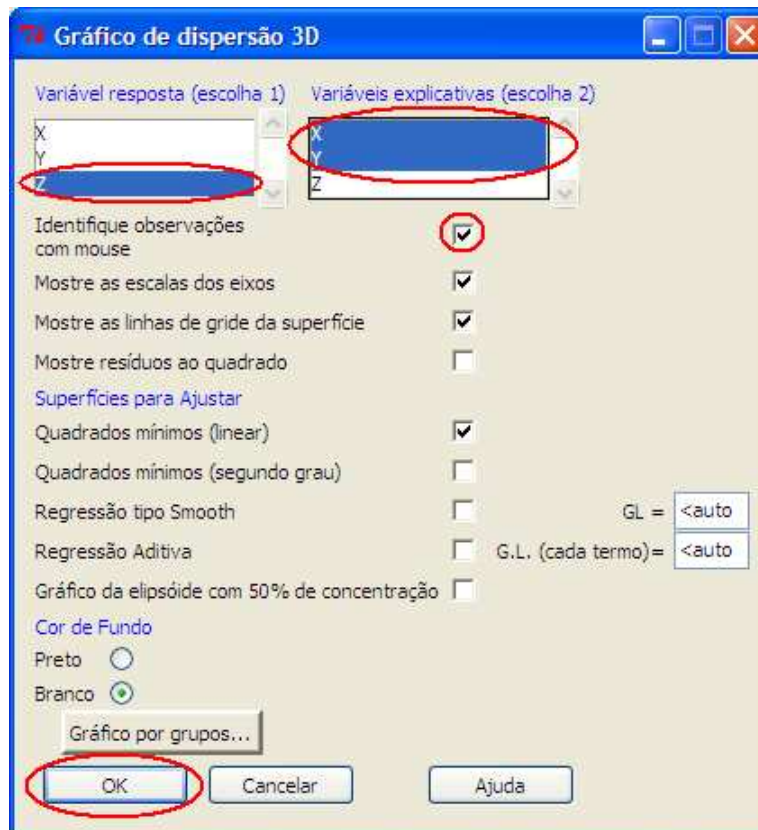 Gráfico de dispersão 3D
Variável resposta (escolha 1) Variáveis explicativas (escolha 2)
X X
Y Y
Z Z
Identifique observações
com mouse
Mostre as escalas dos eixos
Mostre as linhas de gride da superfície
Mostre resíduos ao quadrado
Superfícies para Ajustar
Quadrados mínimos (linear)
Quadrados mínimos (segundo grau)
Regressão tipo Smooth GL = <auto
Regressão Aditiva G.L. (cada termo)= <auto
Gráfico da elipsóide com 50% de concentração
Cor de Fundo
Preto
Branco
Gráfico por grupos...
OK Cancelar Ajuda